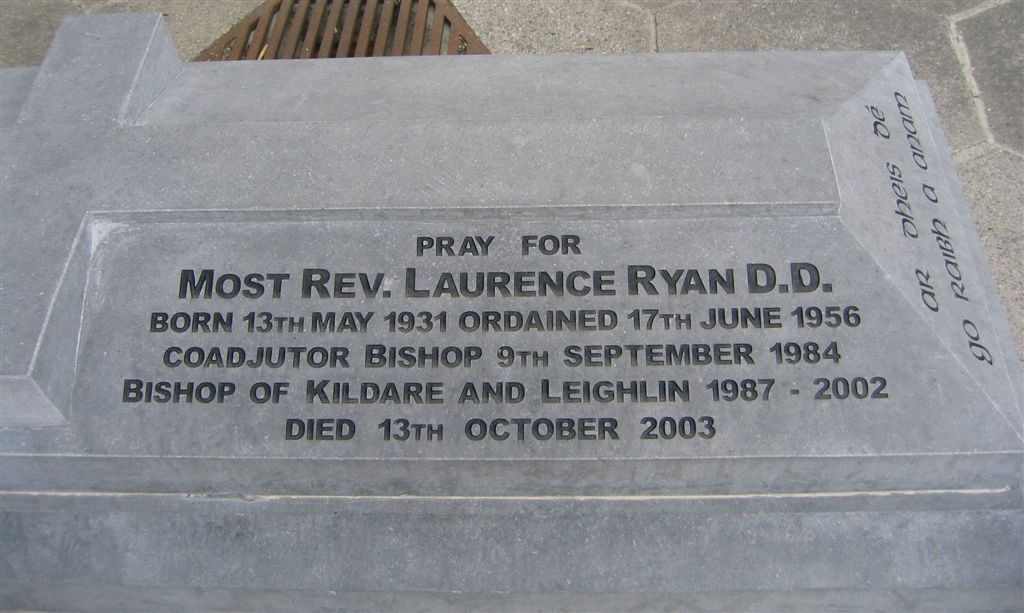 PRAY FOR
MOST REV. LAURENCE RYAN D.D.
BORN 13TH MAY 1931 ORDAINED 17TH JUNE 1956
COADJUTOR BISHOP 9TH SEPTEMBER 1984
BISHOP OF KILDARE AND LEIGHLIN 1987 - 2002
DIED 13TH OCTOBER 2003
AR DHEIS DÉ
GO RAIBH A ANAM